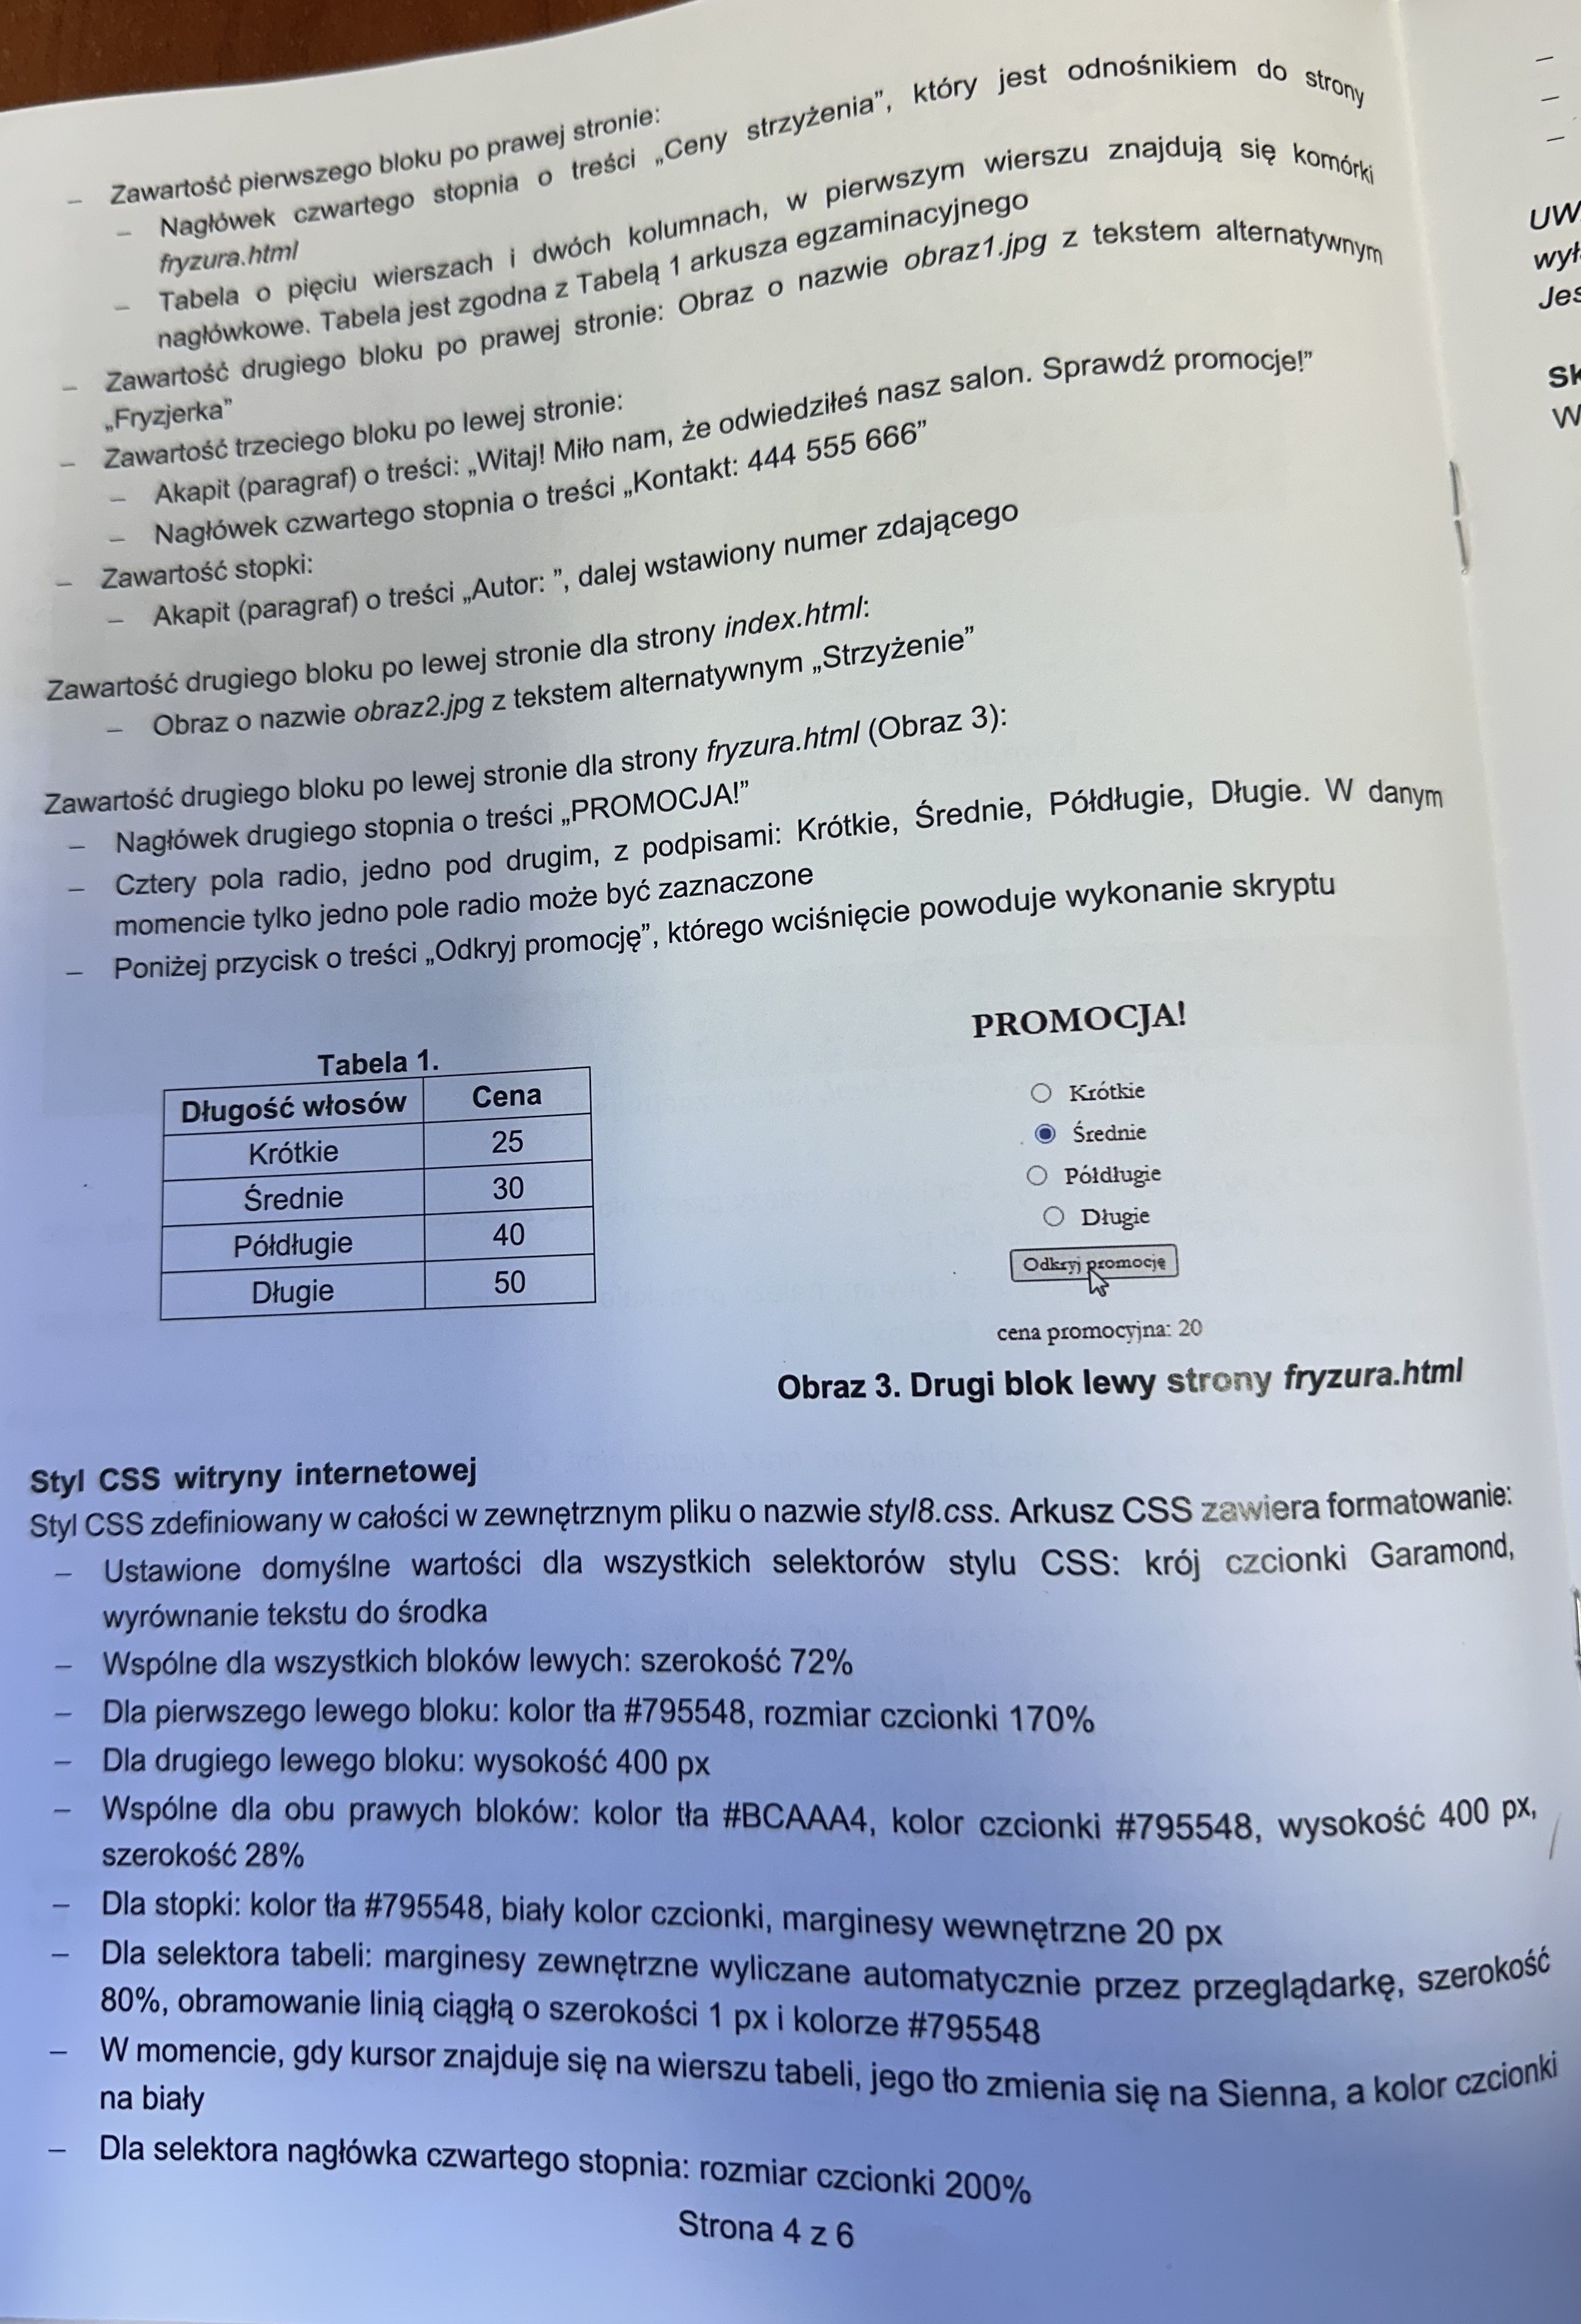 – Zawartość pierwszego bloku po prawej stronie:
– Nagłówek czwartego stopnia o treści „Ceny strzyżenia”, który jest odnośnikiem do strony
fryzura.html
– Tabela o pięciu wierszach i dwóch kolumnach, w pierwszym wierszu znajdują się komórki
nagłówkowe. Tabela jest zgodna z Tabelą 1 arkusza egzaminacyjnego
– Zawartość drugiego bloku po prawej stronie: Obraz o nazwie obraz1.jpg z tekstem alternatywnym
„Fryzjerka”
– Zawartość trzeciego bloku po lewej stronie:
– Akapit (paragraf) o treści: „Witaj! Miło nam, że odwiedziłeś nasz salon. Sprawdź promocje!”
– Nagłówek czwartego stopnia o treści „Kontakt: 444 555 666”
– Zawartość stopki:
– Akapit (paragraf) o treści „Autor: ”, dalej wstawiony numer zdającego
Zawartość drugiego bloku po lewej stronie dla strony index.html:
– Obraz o nazwie obraz2.jpg z tekstem alternatywnym „Strzyżenie”
Zawartość drugiego bloku po lewej stronie dla strony fryzura.html (Obraz 3):
– Nagłówek drugiego stopnia o treści „PROMOCJA!”
– Cztery pola radio, jedno pod drugim, z podpisami: Krótkie, Średnie, Półdługie, Długie. W danym
momencie tylko jedno pole radio może być zaznaczone
– Poniżej przycisk o treści „Odkryj promocję”, którego wciśnięcie powoduje wykonanie skryptu
Tabela 1.
Długość włosów Cena
Krótkie 25
Średnie 30
Półdługie 40
Długie 50
PROMOCJA!
Krótkie
Średnie
Półdługie
Długie
Odkryj promocję
cena promocyjna: 20
Obraz 3. Drugi blok lewy strony fryzura.html
Styl CSS witryny internetowej
Styl CSS zdefiniowany w całości w zewnętrznym pliku o nazwie styl8.css. Arkusz CSS zawiera formatowanie:
– Ustawione domyślne wartości dla wszystkich selektorów stylu CSS: krój czcionki Garamond,
wyrównanie tekstu do środka
– Wspólne dla wszystkich bloków lewych: szerokość 72%
– Dla pierwszego lewego bloku: kolor tła #795548, rozmiar czcionki 170%
– Dla drugiego lewego bloku: wysokość 400 px
– Wspólne dla obu prawych bloków: kolor tła #BCAAA4, kolor czcionki #795548, wysokość 400 px,
szerokość 28%
– Dla stopki: kolor tła #795548, biały kolor czcionki, marginesy wewnętrzne 20 px
– Dla selektora tabeli: marginesy zewnętrzne wyliczane automatycznie przez przeglądarkę, szerokość
80%, obramowanie linią ciągłą o szerokości 1 px i kolorze #795548
– W momencie, gdy kursor znajduje się na wierszu tabeli, jego tło zmienia się na Sienna, a kolor czcionki
na biały
– Dla selektora nagłówka czwartego stopnia: rozmiar czcionki 200%
Strona 4 z 6